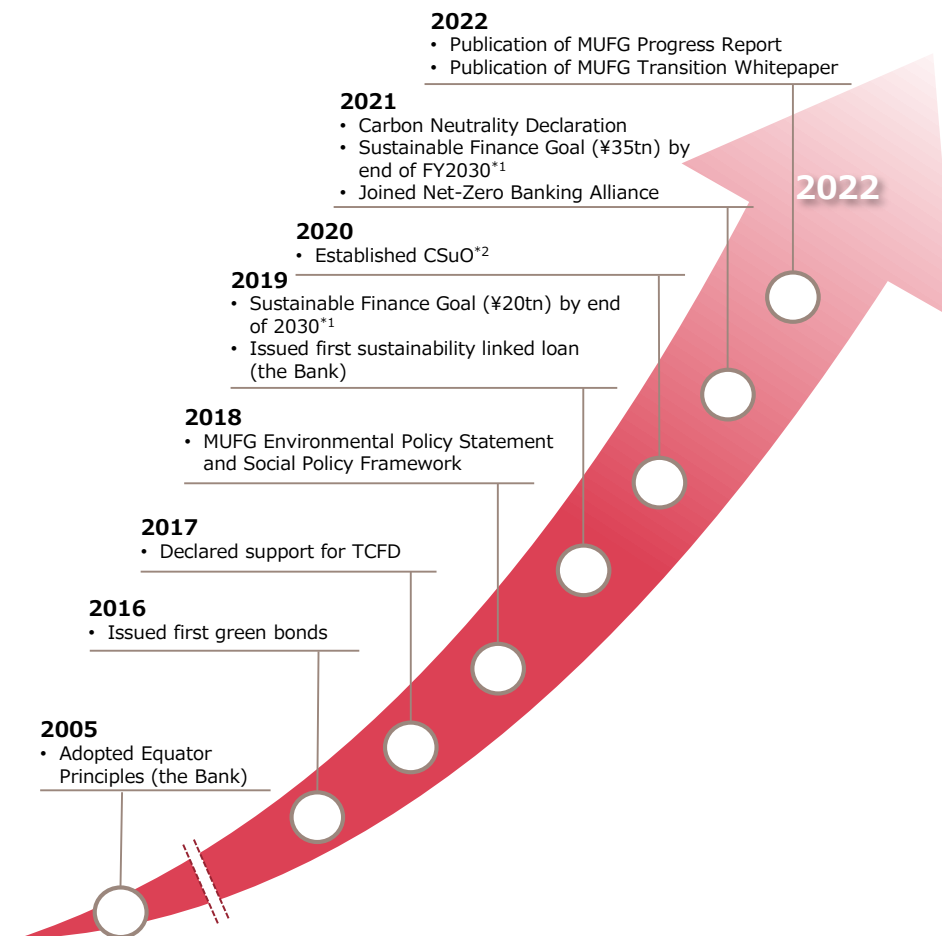 2022
• Publication of MUFG Progress Report
• Publication of MUFG Transition Whitepaper
2021
• Carbon Neutrality Declaration
• Sustainable Finance Goal (¥35tn) by
end of FY2030*1
• Joined Net-Zero Banking Alliance
2022
2020
• Established CSuO*2
2019
• Sustainable Finance Goal (¥20tn) by end
of 2030*1
• Issued first sustainability linked loan
(the Bank)
2018
• MUFG Environmental Policy Statement
and Social Policy Framework
2017
• Declared support for TCFD
2016
• Issued first green bonds
2005
• Adopted Equator
Principles (the Bank)